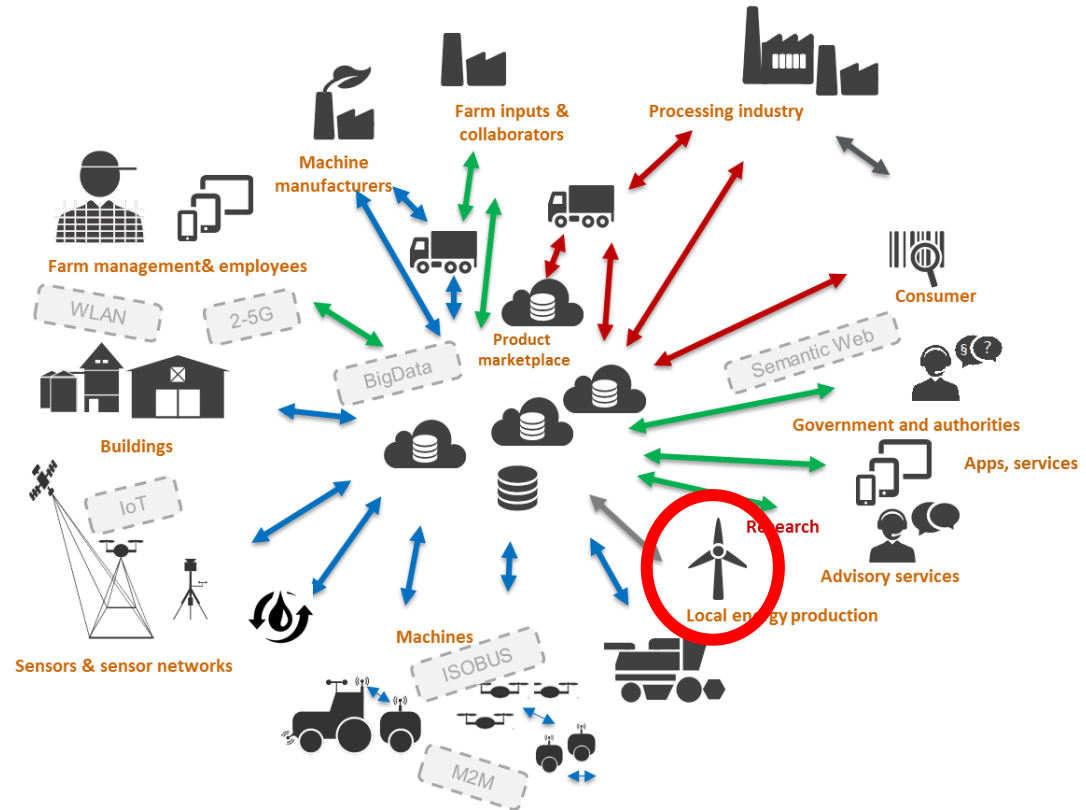 Farm inputs &
collaborators
Processing industry
Machine
manufacturers
Farm management& employees
WLAN
2-5G
Consumer
Product
marketplace
BigData
Semantic Web
§
?
Government and authorities
Buildings
Apps, services
IoT
Research
Advisory services
Local energy production
Machines
ISOBUS
Sensors & sensor networks
M2M